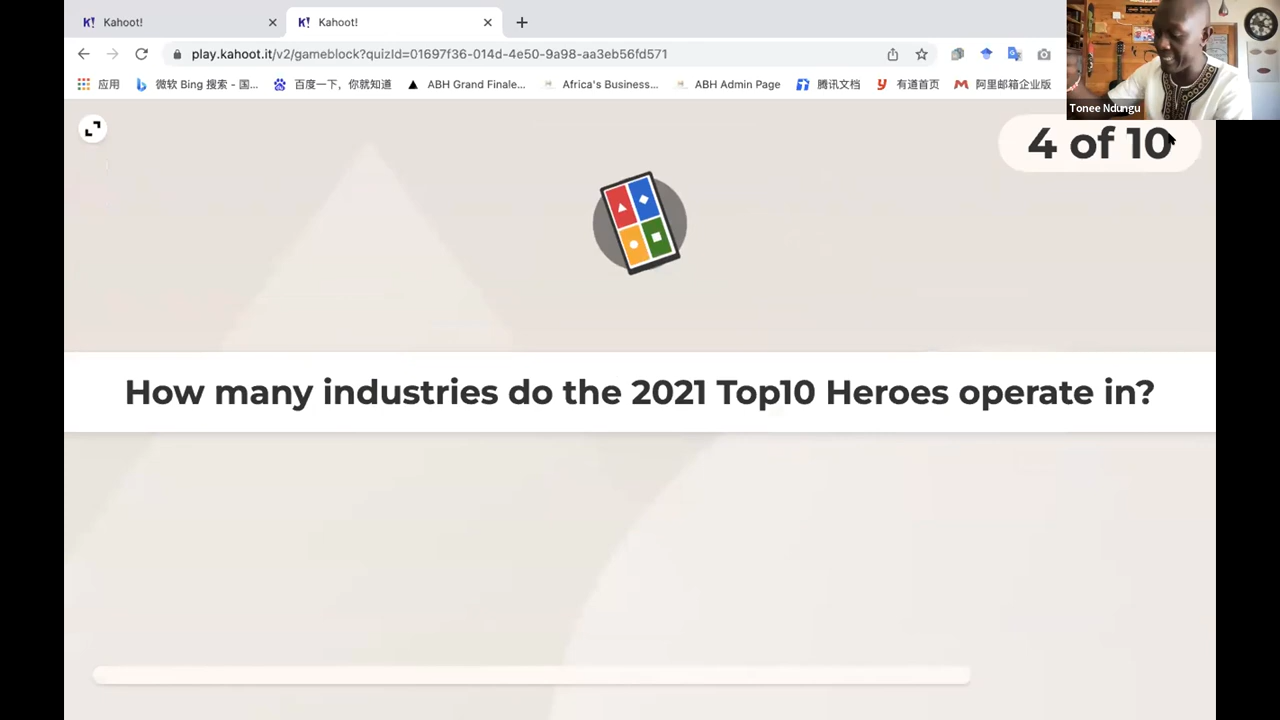 K! Kahoot!
K! Kahoot!
play.kahoot.it/v2/gameblock?quizId=01697f36-014d-4e50-9a98-aa3eb56fd571
应用 微软 Bing 搜索 - 国... 百度一下，你就知道 ABH Grand Finale... Africa's Business... ABH Admin Page 腾讯文档 有道首页 阿里邮箱企业版
Tonee Ndungu
4 of 10
How many industries do the 2021 Top10 Heroes operate in?